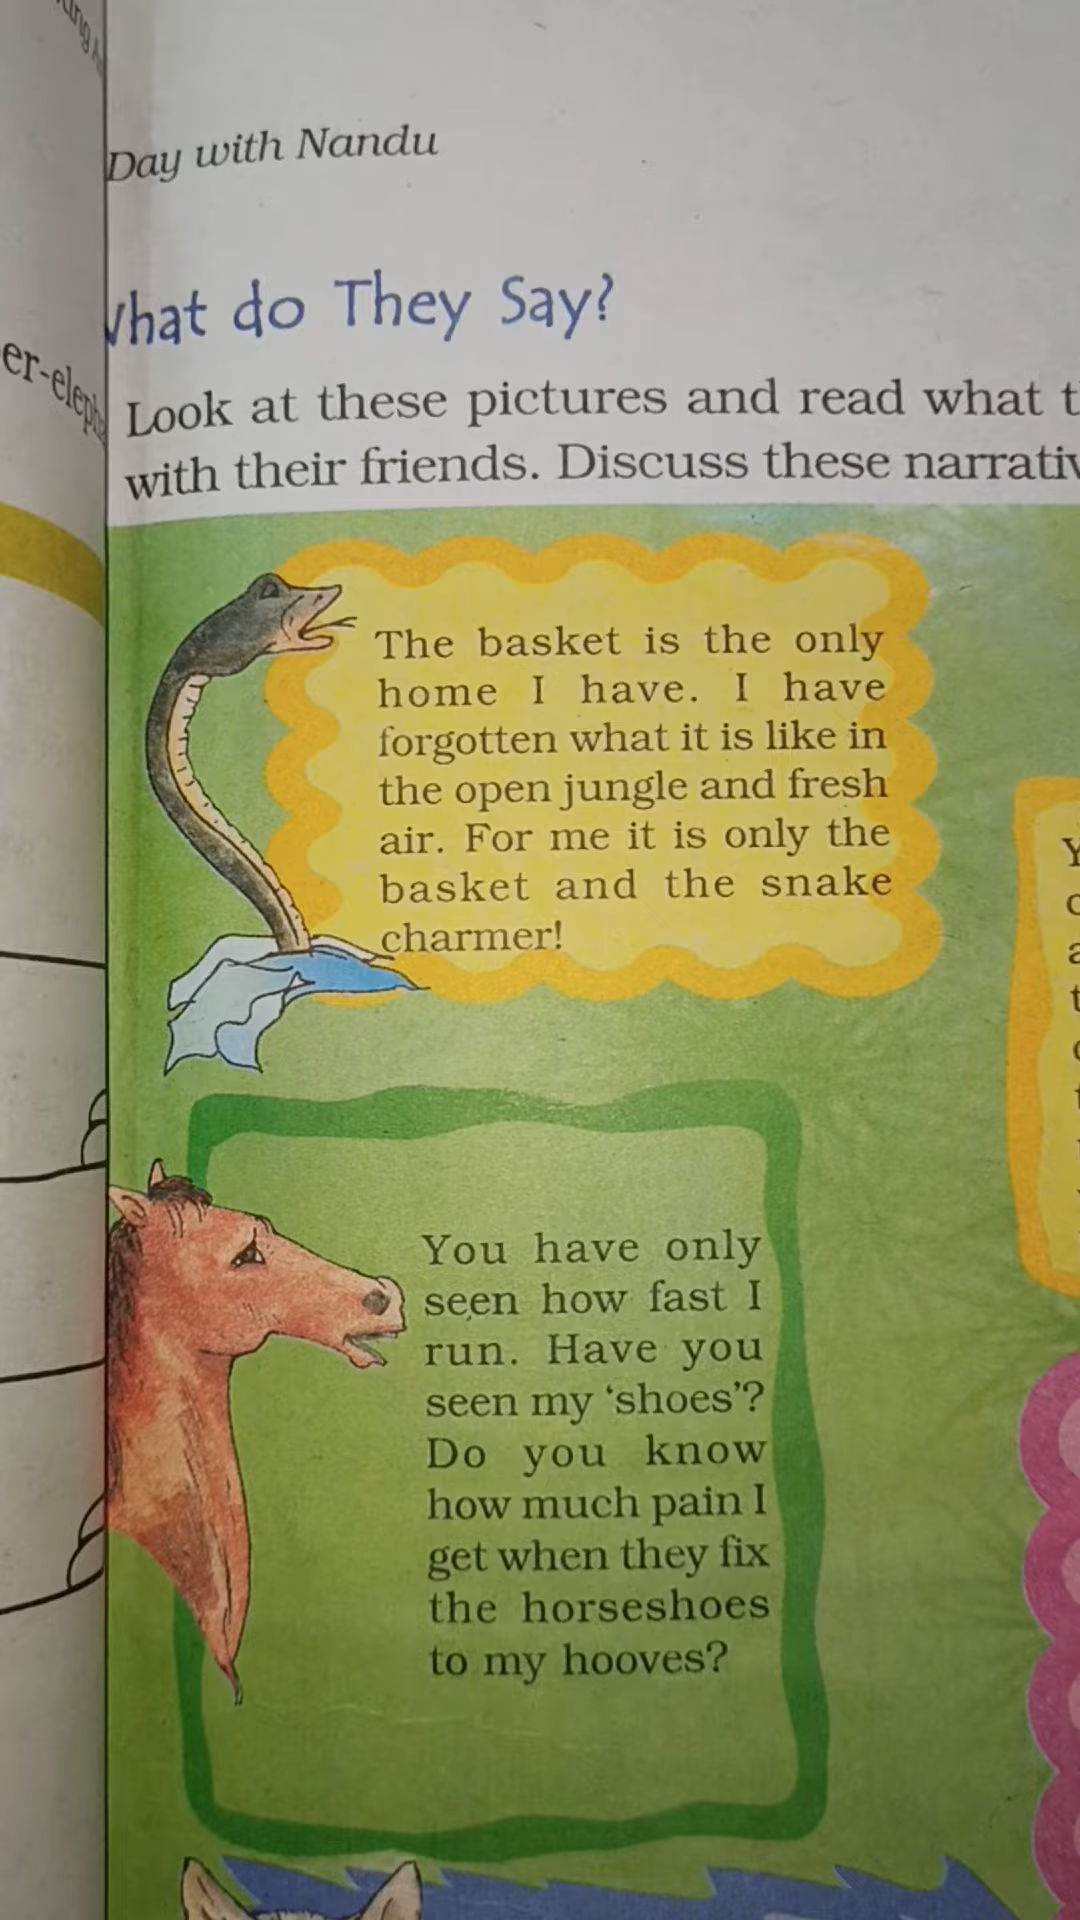 Day with Nandu
What do They Say?
er-eleph
Look at these pictures and read what t
with their friends. Discuss these narrativ
The basket is the only
home I have. I have
forgotten what it is like in
the open jungle and fresh
air. For me it is only the
basket and the snake
charmer!
You have only
seen how fast I
run. Have you
seen my ‘shoes’?
Do you know
how much pain I
get when they fix
the horseshoes
to my hooves?